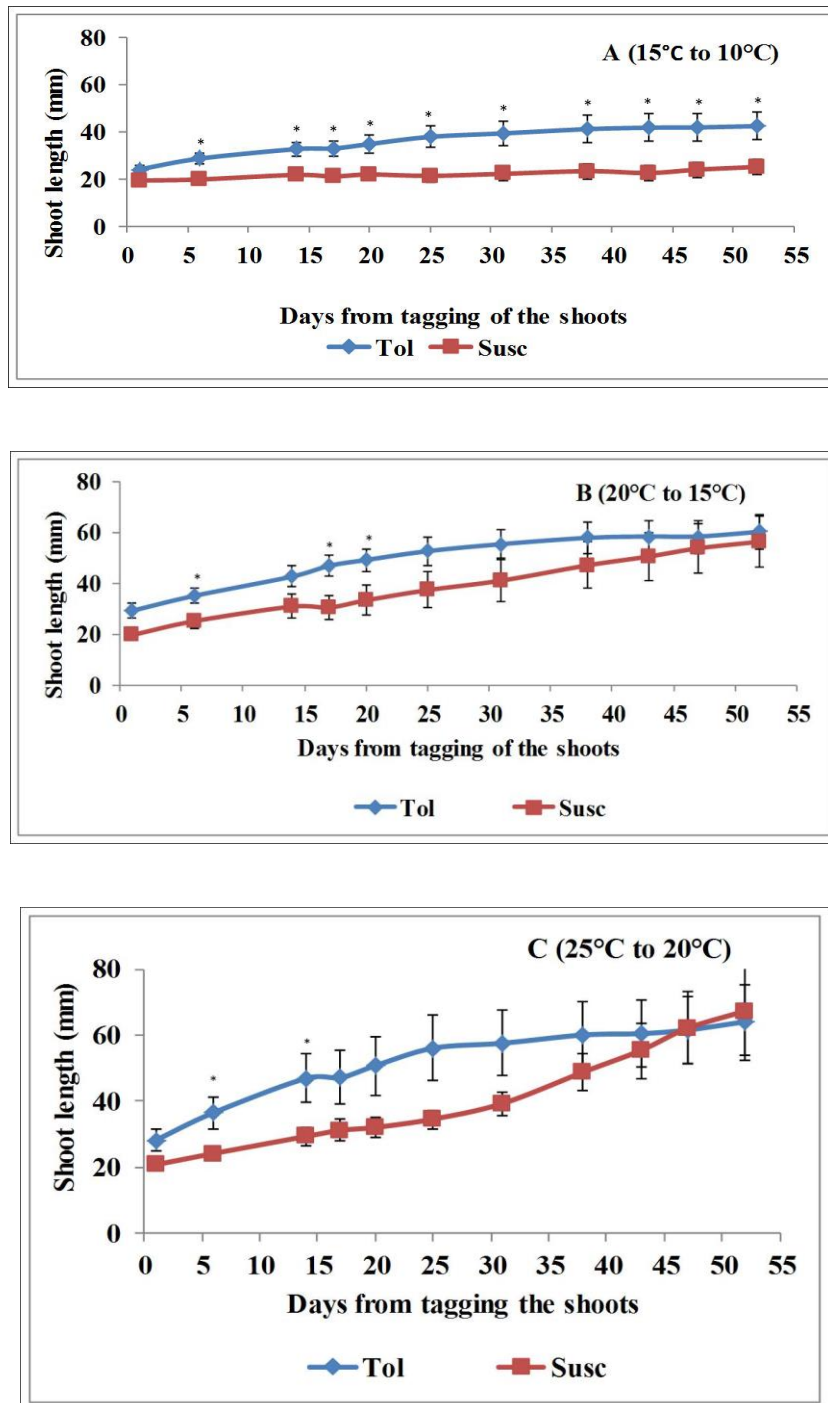 A (15°C to 10°C)
80
60
40
20
0
Shoot length (mm)
* * * * * * * * * *
0 5 10 15 20 25 30 35 40 45 50 55
Days from tagging of the shoots
Tol Susc
B (20°C to 15°C)
80
60
40
20
0
Shoot length (mm)
* * *
0 5 10 15 20 25 30 35 40 45 50 55
Days from tagging of the shoots
Tol Susc
C (25°C to 20°C)
80
60
40
20
0
Shoot length (mm)
* *
0 5 10 15 20 25 30 35 40 45 50 55
Days from tagging the shoots
Tol Susc